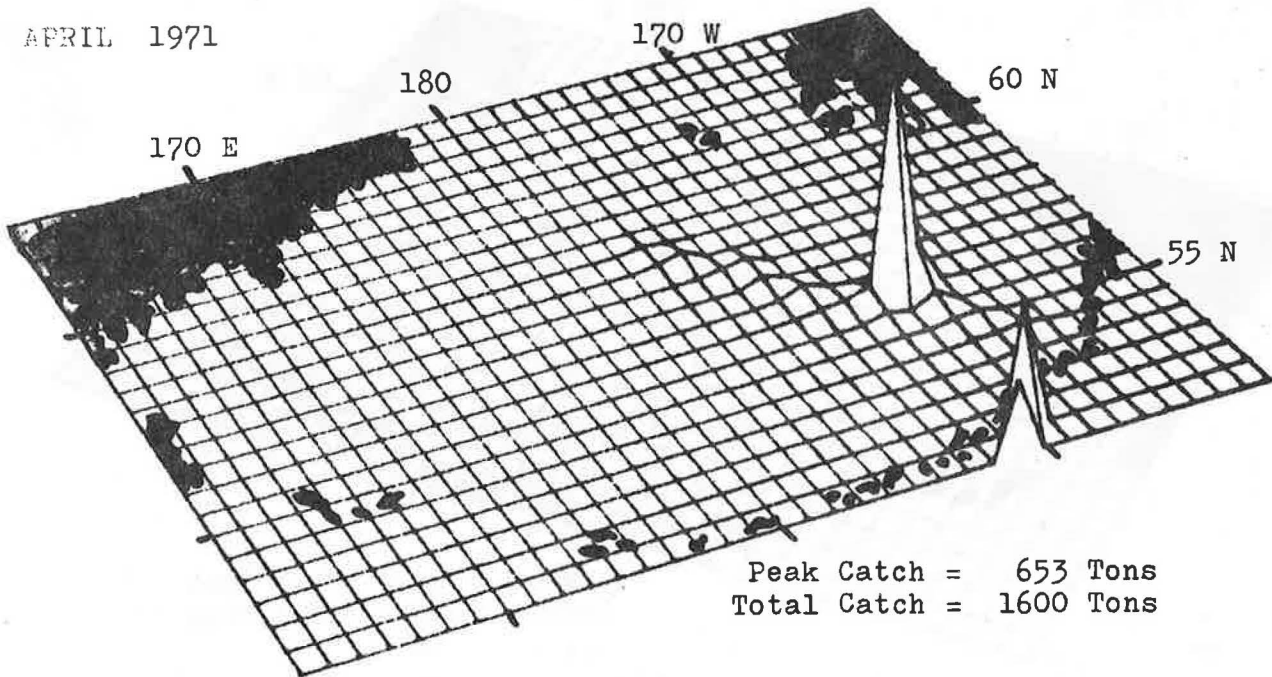 APRIL 1971
170 W
180
60 N
170 E
55 N
Peak Catch = 653 Tons
Total Catch = 1600 Tons